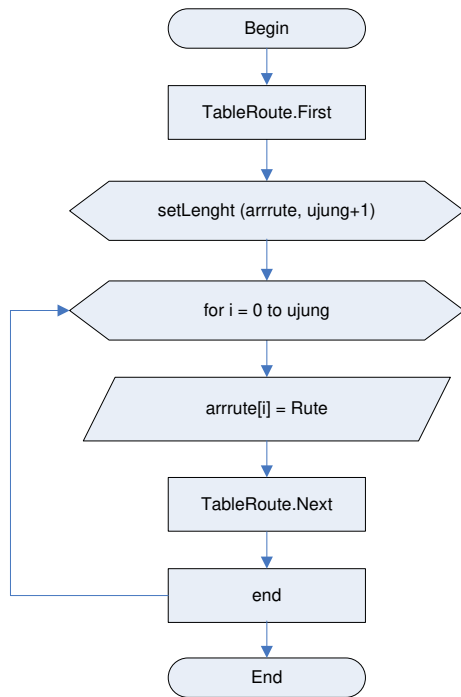 Begin
TableRoute.First
setLenght (arrrute, ujung+1)
for i = 0 to ujung
arrrute[i] = Rute
TableRoute.Next
end
End